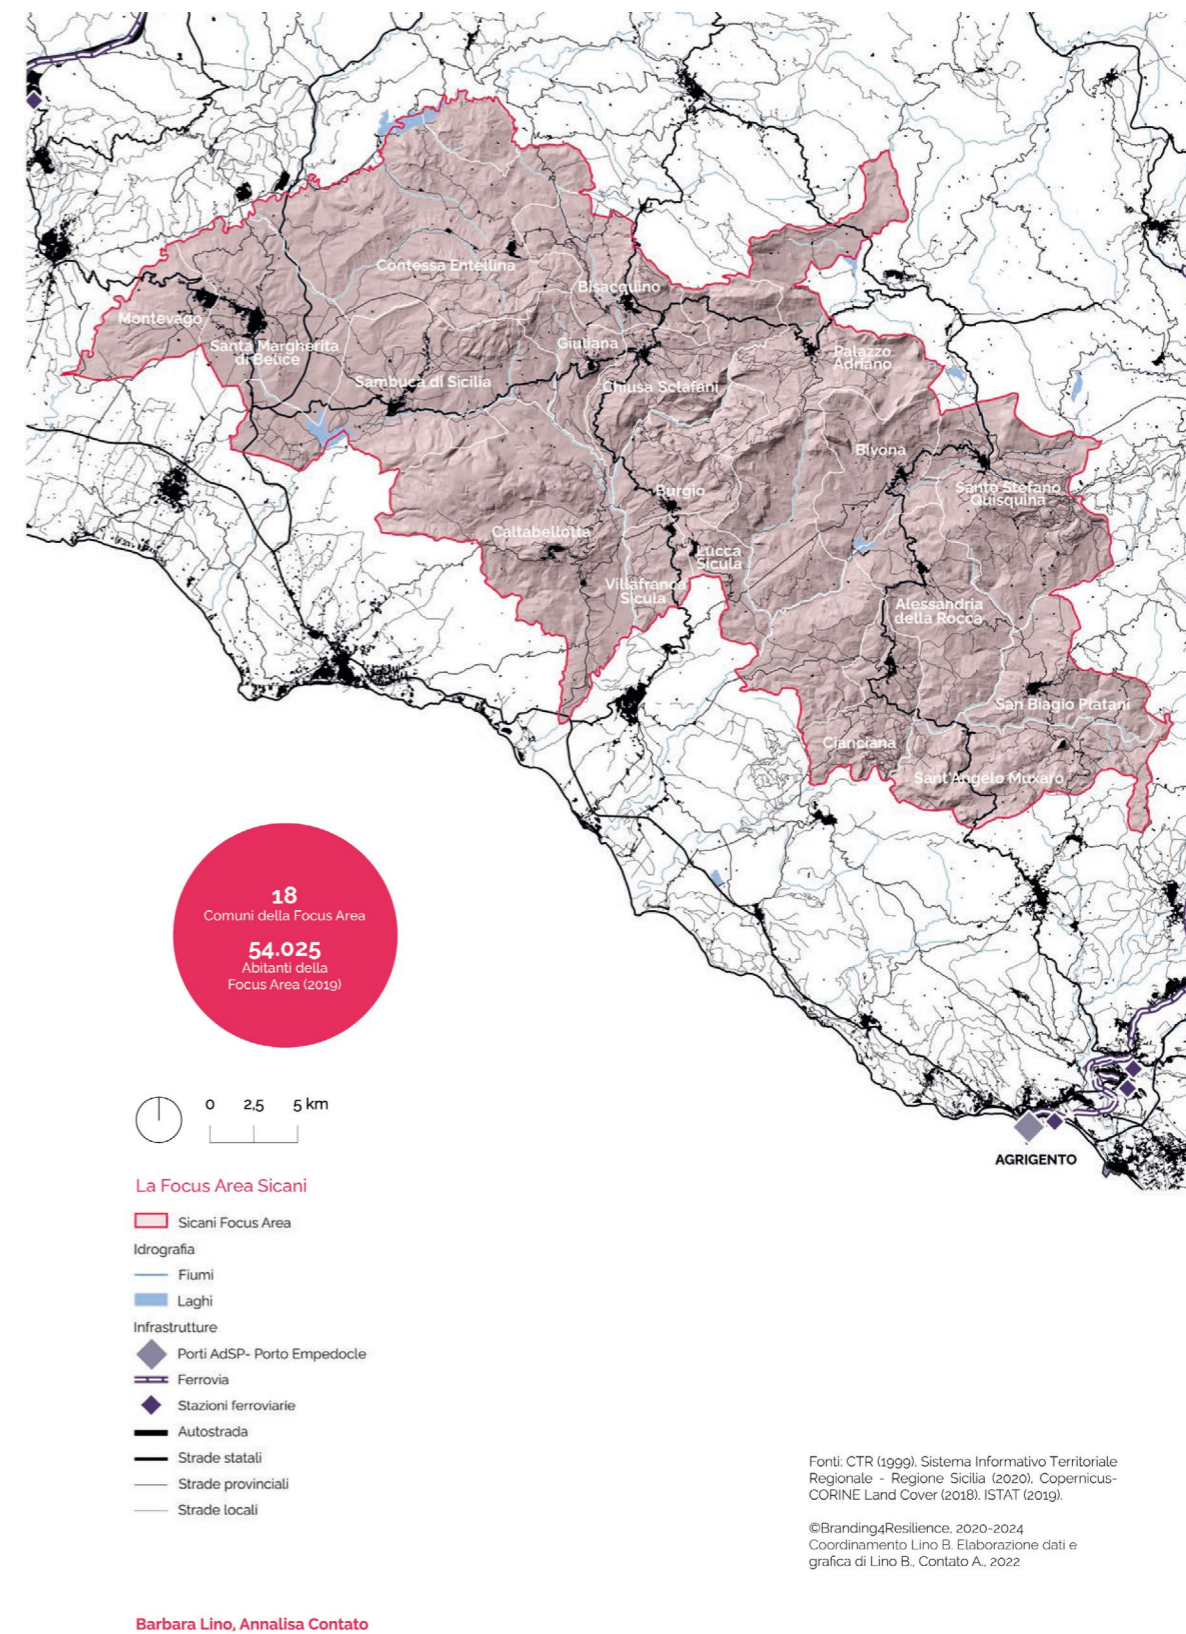 Contessa Entellina
Bisacquino
Montevago
Santa Margherita
di Belice
Giuliana
Palazzo
Adriano
Sambuca di Sicilia
Chiusa Sclafani
Bivona
Santo Stefano
Quisquina
Burgio
Caltabellotta
Lucca
Sicula
Villafranca
Sicula
Alessandria
della Rocca
San Biagio Platani
Cianciana
Sant'Angelo Muxaro
18
Comuni della Focus Area
54.025
Abitanti della
Focus Area (2019)
0 2,5 5 km
AGRIGENTO
La Focus Area Sicani
Sicani Focus Area
Idrografia
Fiumi
Laghi
Infrastrutture
Porti AdSP- Porto Empedocle
Ferrovia
Stazioni ferroviarie
Autostrada
Strade statali
Strade provinciali
Strade locali
Fonti: CTR (1999), Sistema Informativo Territoriale
Regionale - Regione Sicilia (2020), Copernicus-
CORINE Land Cover (2018), ISTAT (2019).
©Branding4Resilience, 2020-2024
Coordinamento Lino B. Elaborazione dati e
grafica di Lino B., Contato A., 2022
Barbara Lino, Annalisa Contato